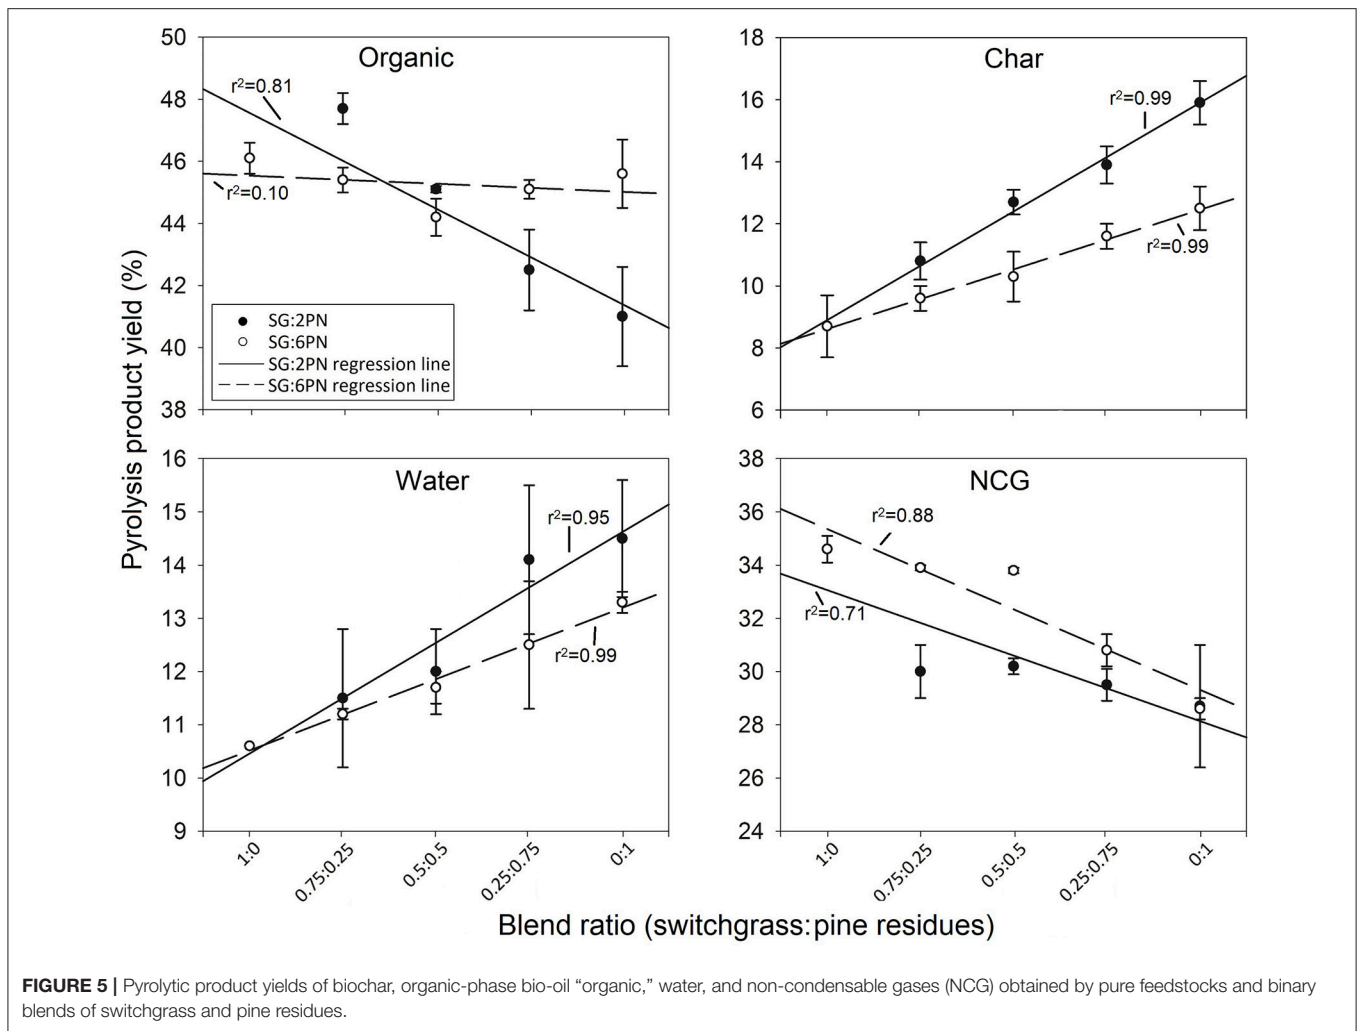 Pyrolysis product yield (%)
50
48
46
44
42
40
38
Organic
r²=0.81
r²=0.10
SG:2PN
SG:6PN
SG:2PN regression line
SG:6PN regression line
18
16
14
12
10
8
6
Char
r²=0.99
r²=0.99
16
15
14
13
12
11
10
9
Water
r²=0.95
r²=0.99
1:0
0.75:0.25
0.5:0.5
0.25:0.75
0:1
38
36
34
32
30
28
26
24
NCG
r²=0.88
r²=0.71
1:0
0.75:0.25
0.5:0.5
0.25:0.75
0:1
Blend ratio (switchgrass:pine residues)
FIGURE 5 | Pyrolytic product yields of biochar, organic-phase bio-oil “organic,” water, and non-condensable gases (NCG) obtained by pure feedstocks and binary
blends of switchgrass and pine residues.